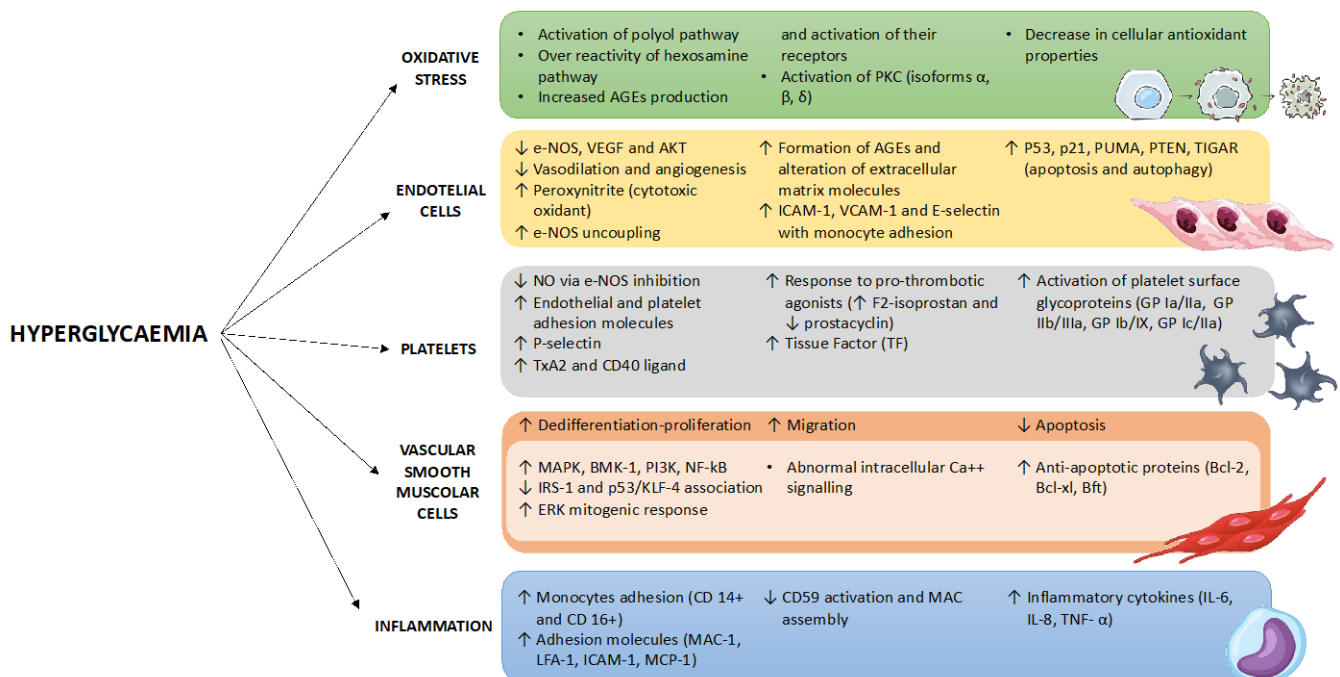 HYPERGLYCAEMIA
OXIDATIVE
STRESS
• Activation of polyol pathway
• Over reactivity of hexosamine
pathway
• Increased AGEs production
and activation of their
receptors
• Activation of PKC (isoforms α,
β, δ)
• Decrease in cellular antioxidant
properties
ENDOTELIAL
CELLS
↓ e-NOS, VEGF and AKT
↓ Vasodilation and angiogenesis
↑ Peroxynitrite (cytotoxic
oxidant)
↑ e-NOS uncoupling
↑ Formation of AGEs and
alteration of extracellular
matrix molecules
↑ ICAM-1, VCAM-1 and E-selectin
with monocyte adhesion
↑ P53, p21, PUMA, PTEN, TIGAR
(apoptosis and autophagy)
PLATELETS
↓ NO via e-NOS inhibition
↑ Endothelial and platelet
adhesion molecules
↑ P-selectin
↑ TxA2 and CD40 ligand
↑ Response to pro-thrombotic
agonists (↑ F2-isoprostan and
↓ prostacyclin)
↑ Tissue Factor (TF)
↑ Activation of platelet surface
glycoproteins (GP Ia/IIa, GP
IIb/IIIa, GP Ib/IX, GP Ic/IIa)
VASCULAR
SMOOTH
MUSCOLAR
CELLS
↑ Dedifferentiation-proliferation
↑ Migration
↓ Apoptosis
↑ MAPK, BMK-1, PI3K, NF-kB
↓ IRS-1 and p53/KLF-4 association
↑ ERK mitogenic response
• Abnormal intracellular Ca++
signalling
↑ Anti-apoptotic proteins (Bcl-2,
Bcl-xl, Bft)
INFLAMMATION
↑ Monocytes adhesion (CD 14+
and CD 16+)
↑ Adhesion molecules (MAC-1,
LFA-1, ICAM-1, MCP-1)
↓ CD59 activation and MAC
assembly
↑ Inflammatory cytokines (IL-6,
IL-8, TNF- α)